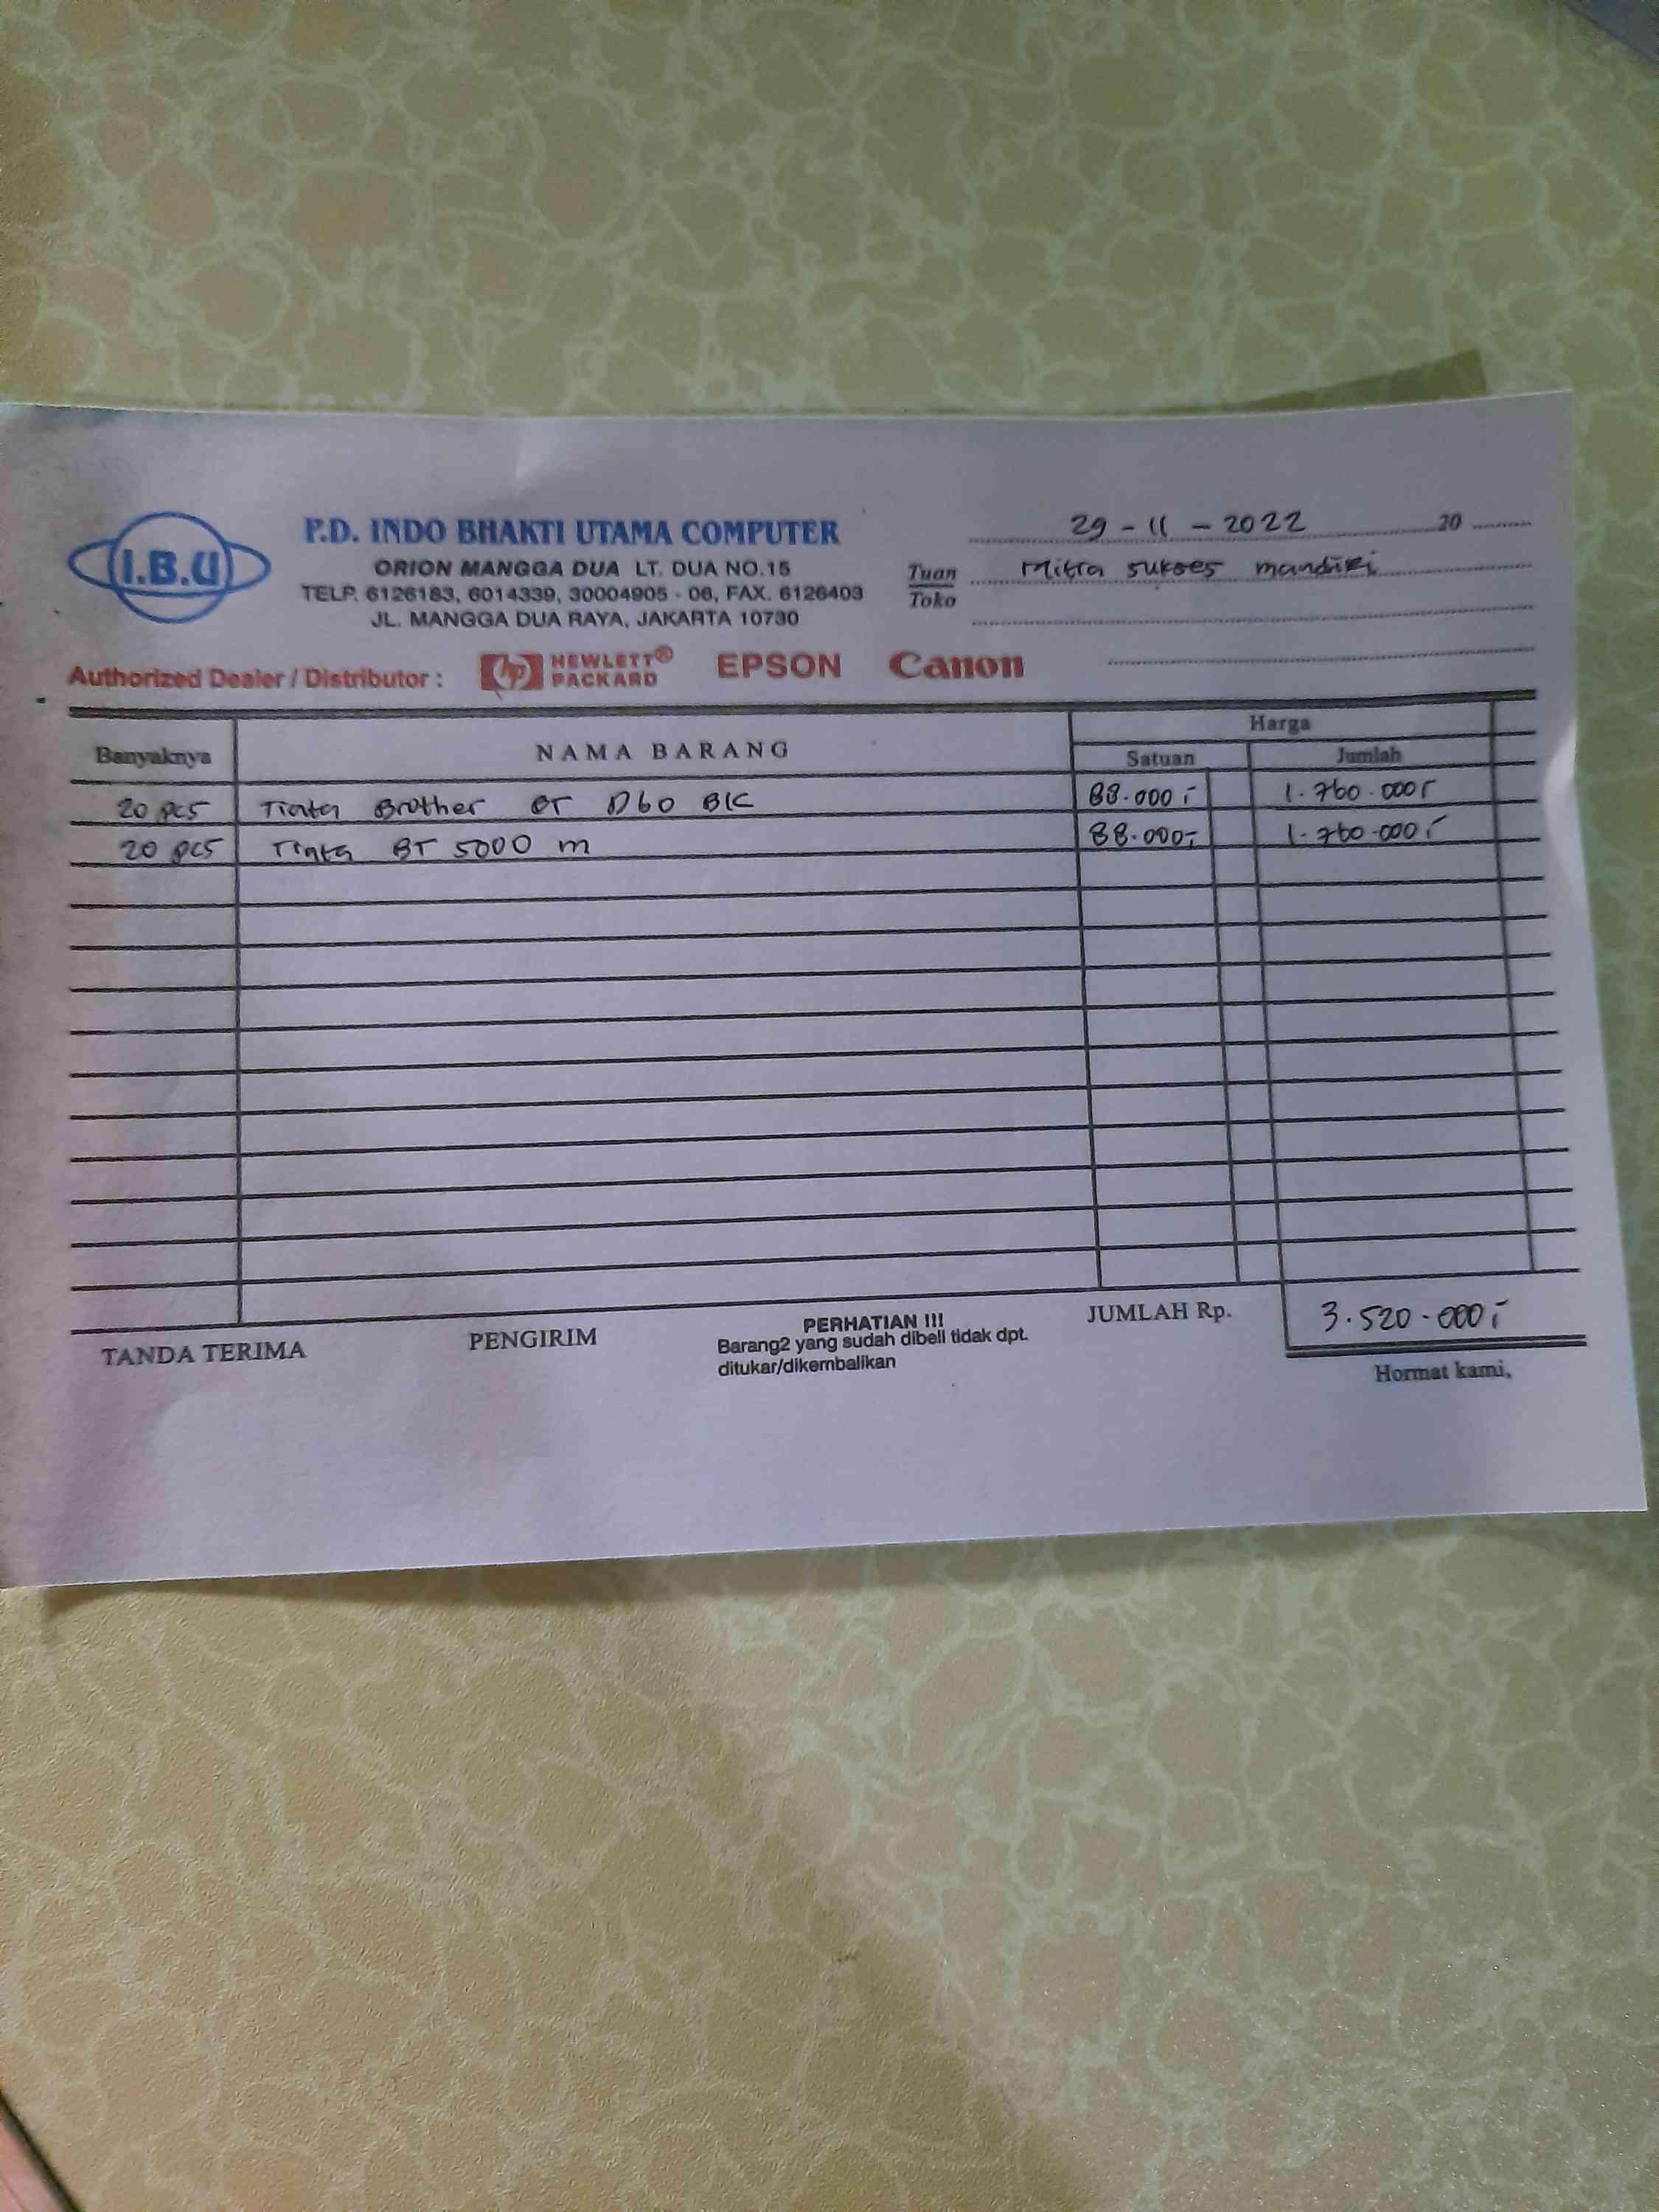 I.B.U
P.D. INDO BHAKTI UTAMA COMPUTER
ORION MANGGA DUA LT. DUA NO.15
TELP. 6126183, 6014339, 30004905 - 06, FAX. 6126403
JL. MANGGA DUA RAYA, JAKARTA 10730
29 - 11 - 2022 20
Tuan Mitra sukses mandiri
Toko
Authorized Dealer / Distributor : hp HEWLETT® PACKARD EPSON Canon
Banyaknya NAMA BARANG Harga
Satuan Jumlah
20 pcs Tinta Brother BT D60 BK 88.000,- 1.760.000,-
20 pcs Tinta BT 5000 m 88.000,- 1.760.000,-
TANDA TERIMA PENGIRIM PERHATIAN !!! JUMLAH Rp. 3.520.000,-
Barang2 yang sudah dibeli tidak dpt.
ditukar/dikembalikan
Hormat kami,